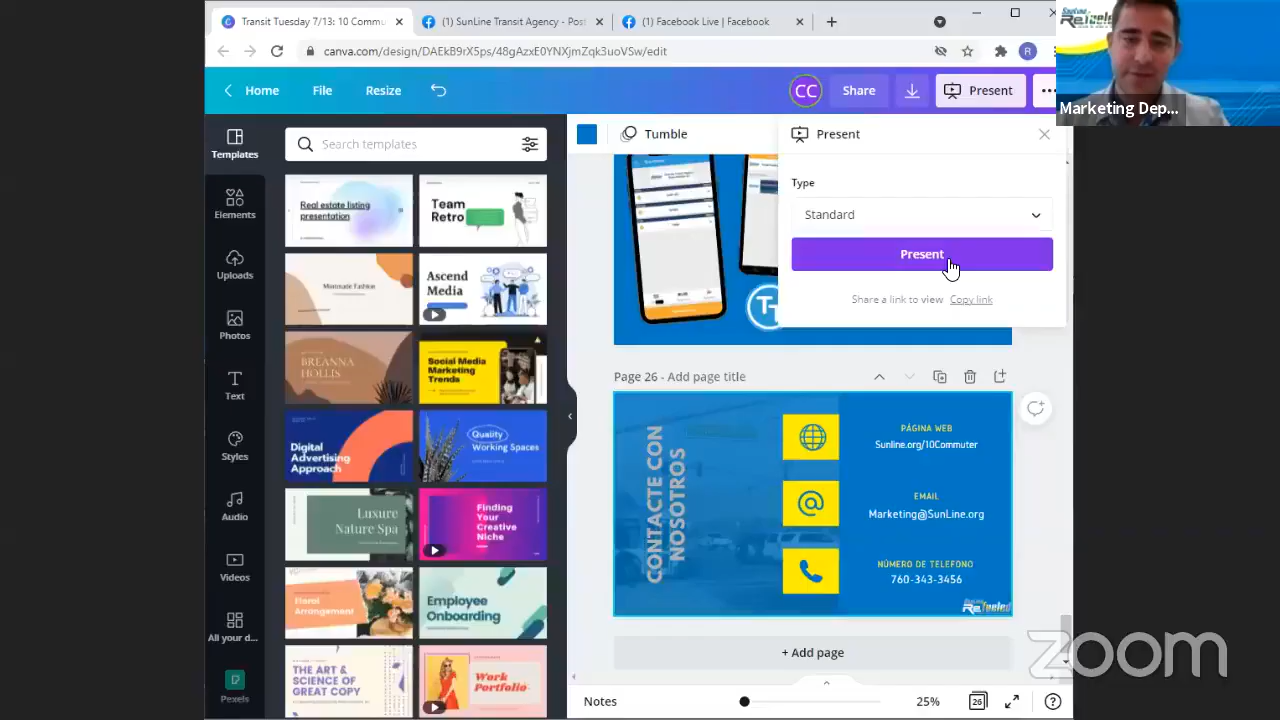 Transit Tuesday 7/13: 10 Commu
(1) SunLine Transit Agency - Pos
(1) Facebook Live | Facebook
canva.com/design/DAEkB9rX5ps/48gAzxE0YNXjmZqk3uoVSw/edit
R
Home
File
Resize
CC
Share
Present
Marketing Dep...
Templates
Elements
Uploads
Photos
Text
Styles
Audio
Videos
All your d...
Pexels
Search templates
Real estate listing
presentation
Team
Retro
Ascend
Media
BREANNA
HOLLIS
Social Media
Marketing
Trends
Digital
Advertising
Approach
Quality
Working Spaces
Luxure
Nature Spa
Finding
Your
Creative
Niche
Floral
Arrangement
Employee
Onboarding
THE ART &
SCIENCE OF
GREAT COPY
Work
Portfolio
Tumble
Present
Type
Standard
Present
Share a link to view Copy link
Page 26 - Add page title
CONTACTE CON
NOSOTROS
PÁGINA WEB
Sunline.org/10Commuter
EMAIL
Marketing@SunLine.org
NÚMERO DE TELEFONO
760-343-3456
SunLine
Refueled
+ Add page
Notes
25%
26
zoom